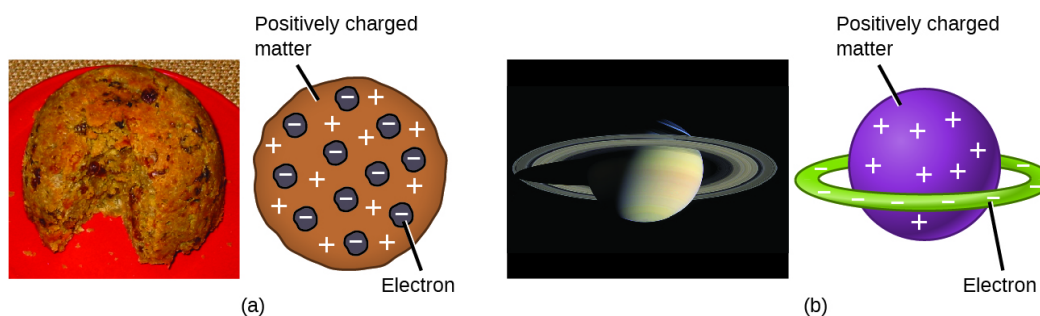 Positively charged
matter
Electron
(a)
Positively charged
matter
Electron
(b)